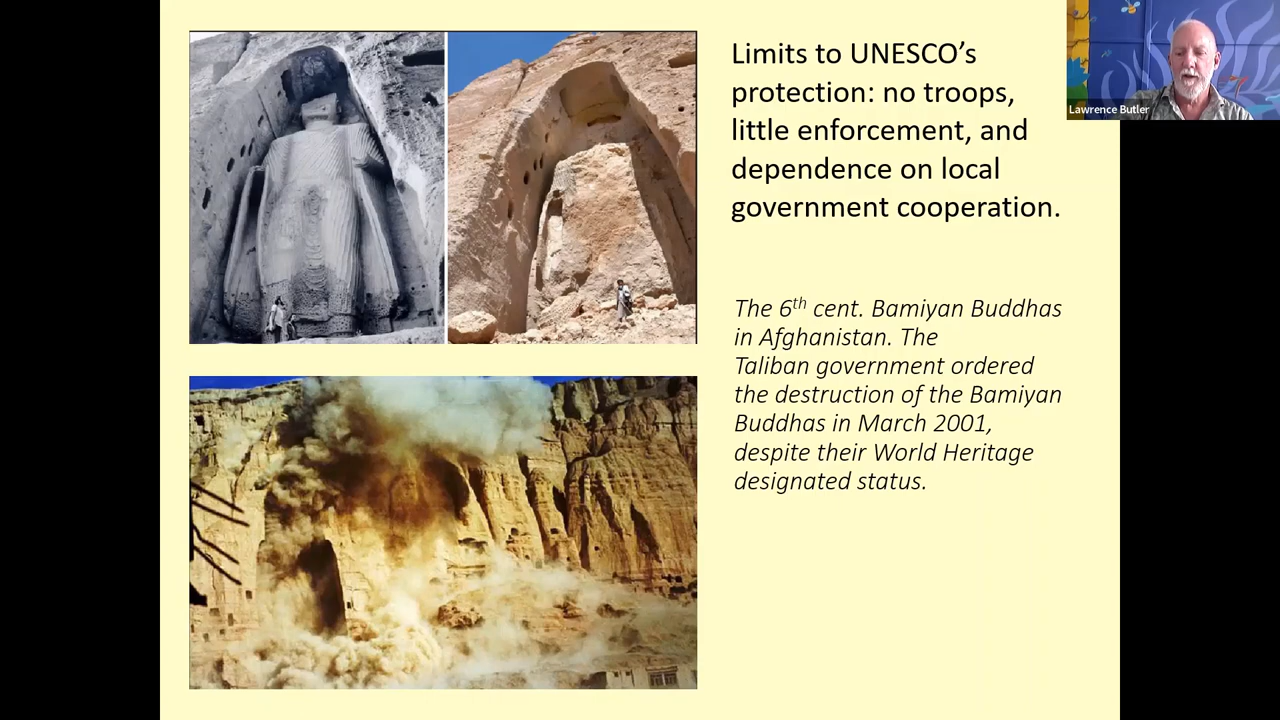 Limits to UNESCO’s
protection: no troops,
little enforcement, and
dependence on local
government cooperation.
Lawrence Butler
The 6th cent. Bamiyan Buddhas
in Afghanistan. The
Taliban government ordered
the destruction of the Bamiyan
Buddhas in March 2001,
despite their World Heritage
designated status.